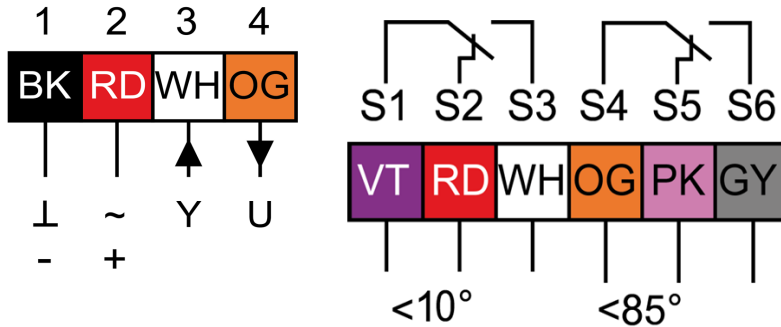 1 2 3 4
BK RD WH OG
⊥ ~ Y U
- +
S1 S2 S3 S4 S5 S6
VT RD WH OG PK GY
<10° <85°